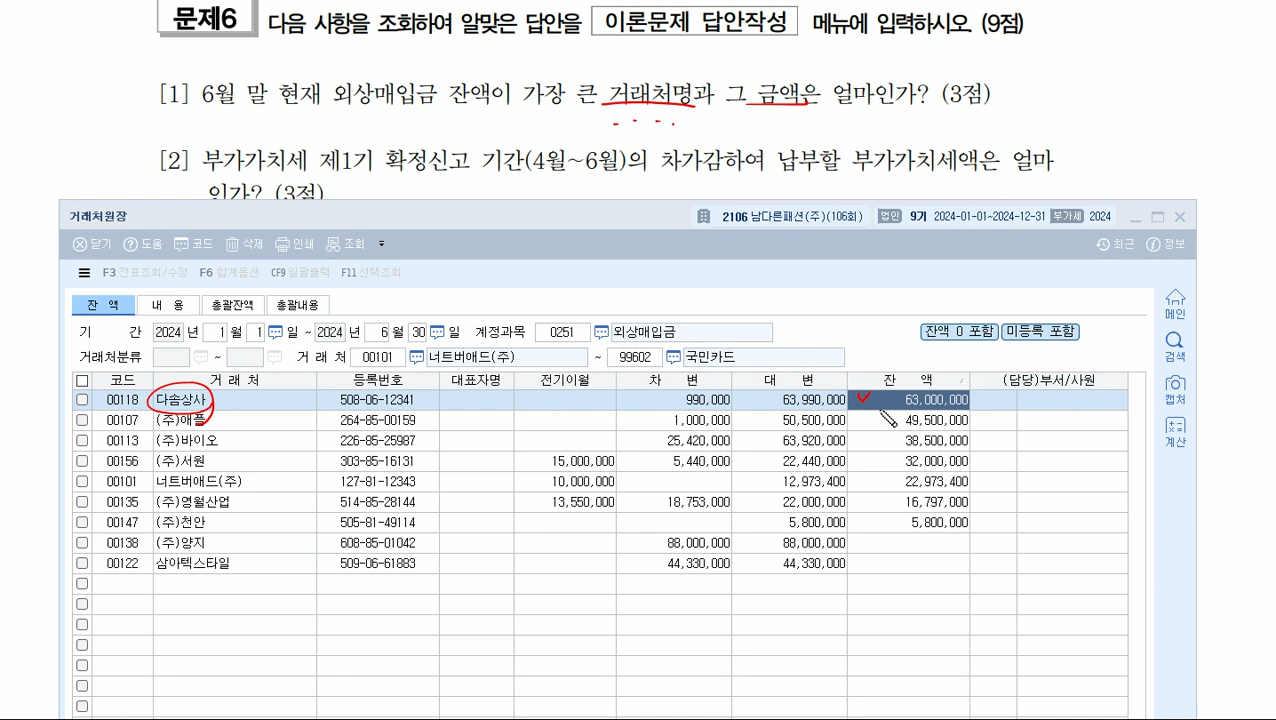 문제6 다음 사항을 조회하여 알맞은 답안을 이론문제 답안작성 메뉴에 입력하시오. (9점)
[1] 6월 말 현재 외상매입금 잔액이 가장 큰 거래처명과 그 금액은 얼마인가? (3점)
[2] 부가가치세 제1기 확정신고 기간(4월~6월)의 차가감하여 납부할 부가가치세액은 얼마
인가? (3점)
거래처원장 2106 남다른패션(주)(106회) 법인 9기 2024-01-01~2024-12-31 부가세 2024
닫기 도움 코드 삭제 인쇄 조회 최근 정보
F3 전표조회/수정 F6 합계옵션 CF9 일괄출력 F11 선택조회
잔 액 내 용 총괄잔액 총괄내용
기 간 2024 년 1 월 1 일 ~ 2024 년 6 월 30 일 계정과목 0251 외상매입금 잔액 0 포함 미등록 포함
거래처분류 ~ 거 래 처 00101 너트버애드(주) ~ 99602 국민카드
코드 거 래 처 등록번호 대표자명 전기이월 차 변 대 변 잔 액 (담당)부서/사원
00118 다솜상사 508-06-12341 990,000 63,990,000 63,000,000
00107 (주)애플 264-85-00159 1,000,000 50,500,000 49,500,000
00113 (주)바이오 226-85-25987 25,420,000 63,920,000 38,500,000
00156 (주)서원 303-85-16131 15,000,000 5,440,000 22,440,000 32,000,000
00101 너트버애드(주) 127-81-12343 10,000,000 12,973,400 22,973,400
00135 (주)영월산업 514-85-28144 13,550,000 18,753,000 22,000,000 16,797,000
00147 (주)천안 505-81-49114 5,800,000 5,800,000
00138 (주)양지 608-85-01042 88,000,000 88,000,000
00122 삼아텍스타일 509-06-61883 44,330,000 44,330,000
메인
검색
캡처
계산